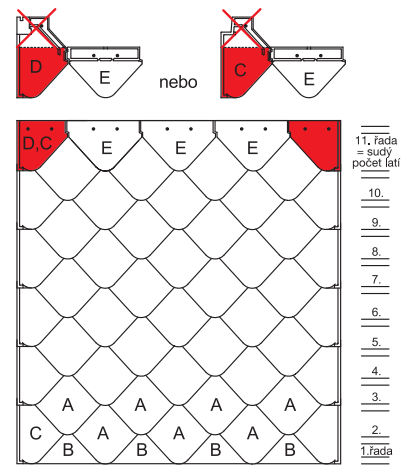 D
E
nebo
C
E
D,C
E
E
E
11. řada
= sudý
počet latí
10.
9.
8.
7.
6.
5.
4.
A A A A
3.
C A A A
2.
B B B B
1.řada